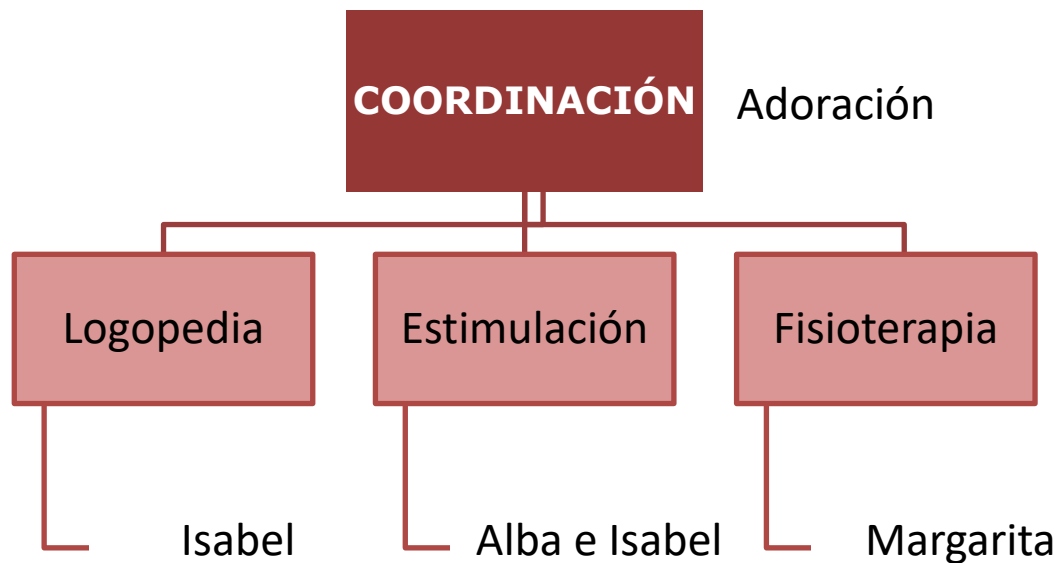 COORDINACIÓN
Adoración
Logopedia
Estimulación
Fisioterapia
Isabel
Alba e Isabel
Margarita